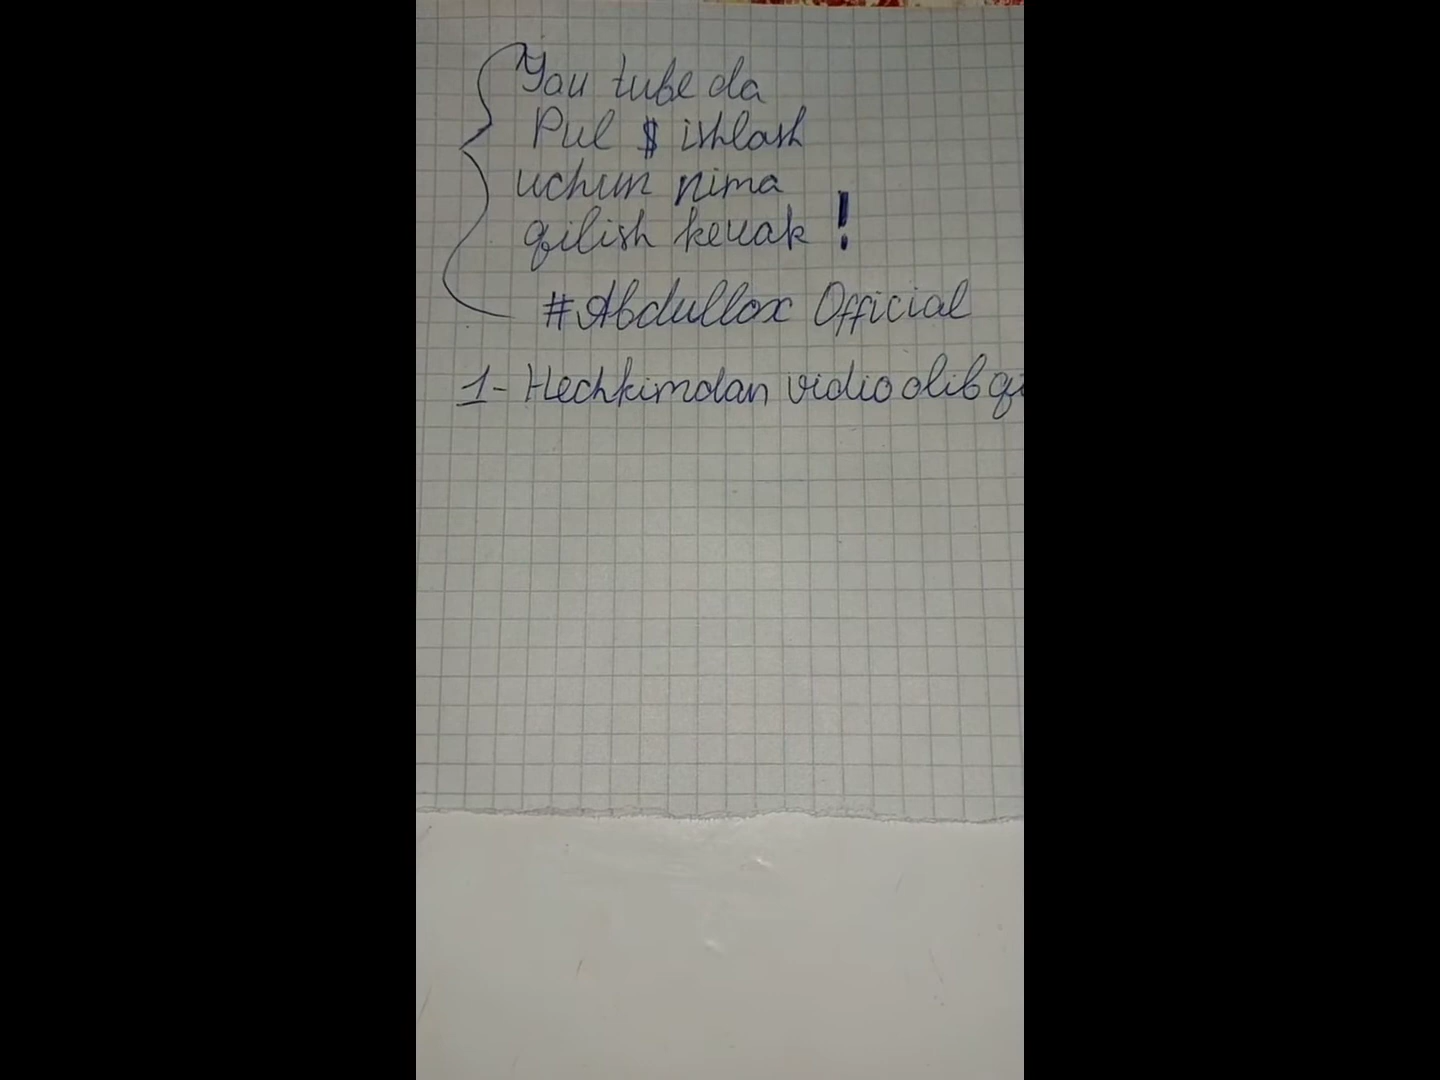 You tube da
Pul $ ishlash
uchun nima
qilish kerak !
#Abdullox Official
1- Hechkimdan vidio olib